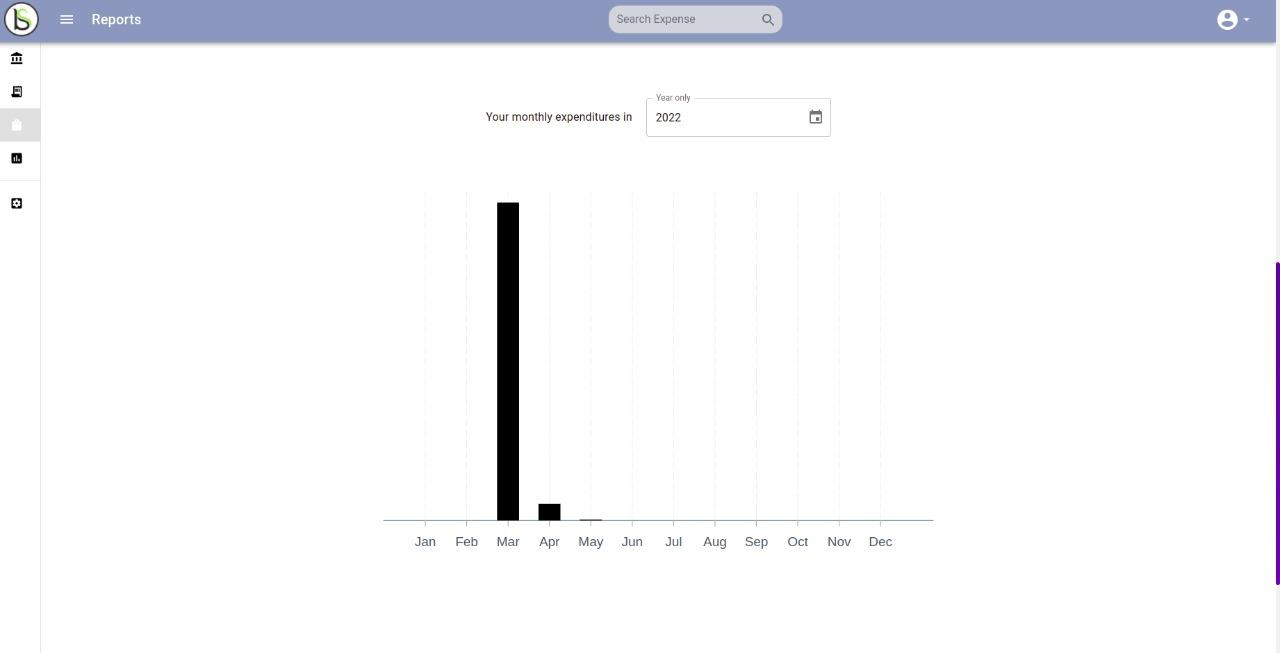 Reports
Search Expense
Year only
Your monthly expenditures in 2022
Jan Feb Mar Apr May Jun Jul Aug Sep Oct Nov Dec